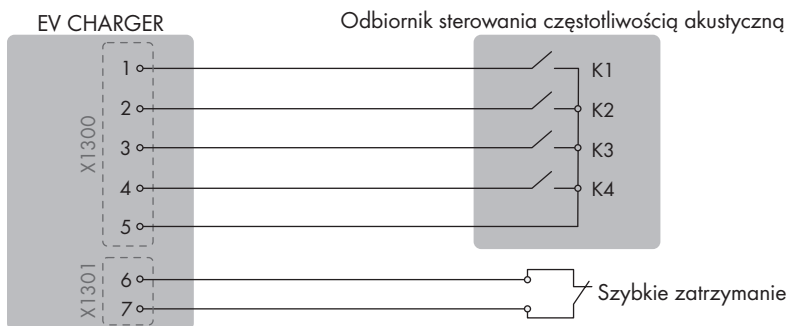 EV CHARGER
Odbiornik sterowania częstotliwością akustyczną
X1300
1
K1
2
K2
3
K3
4
K4
5
X1301
6
7
Szybkie zatrzymanie